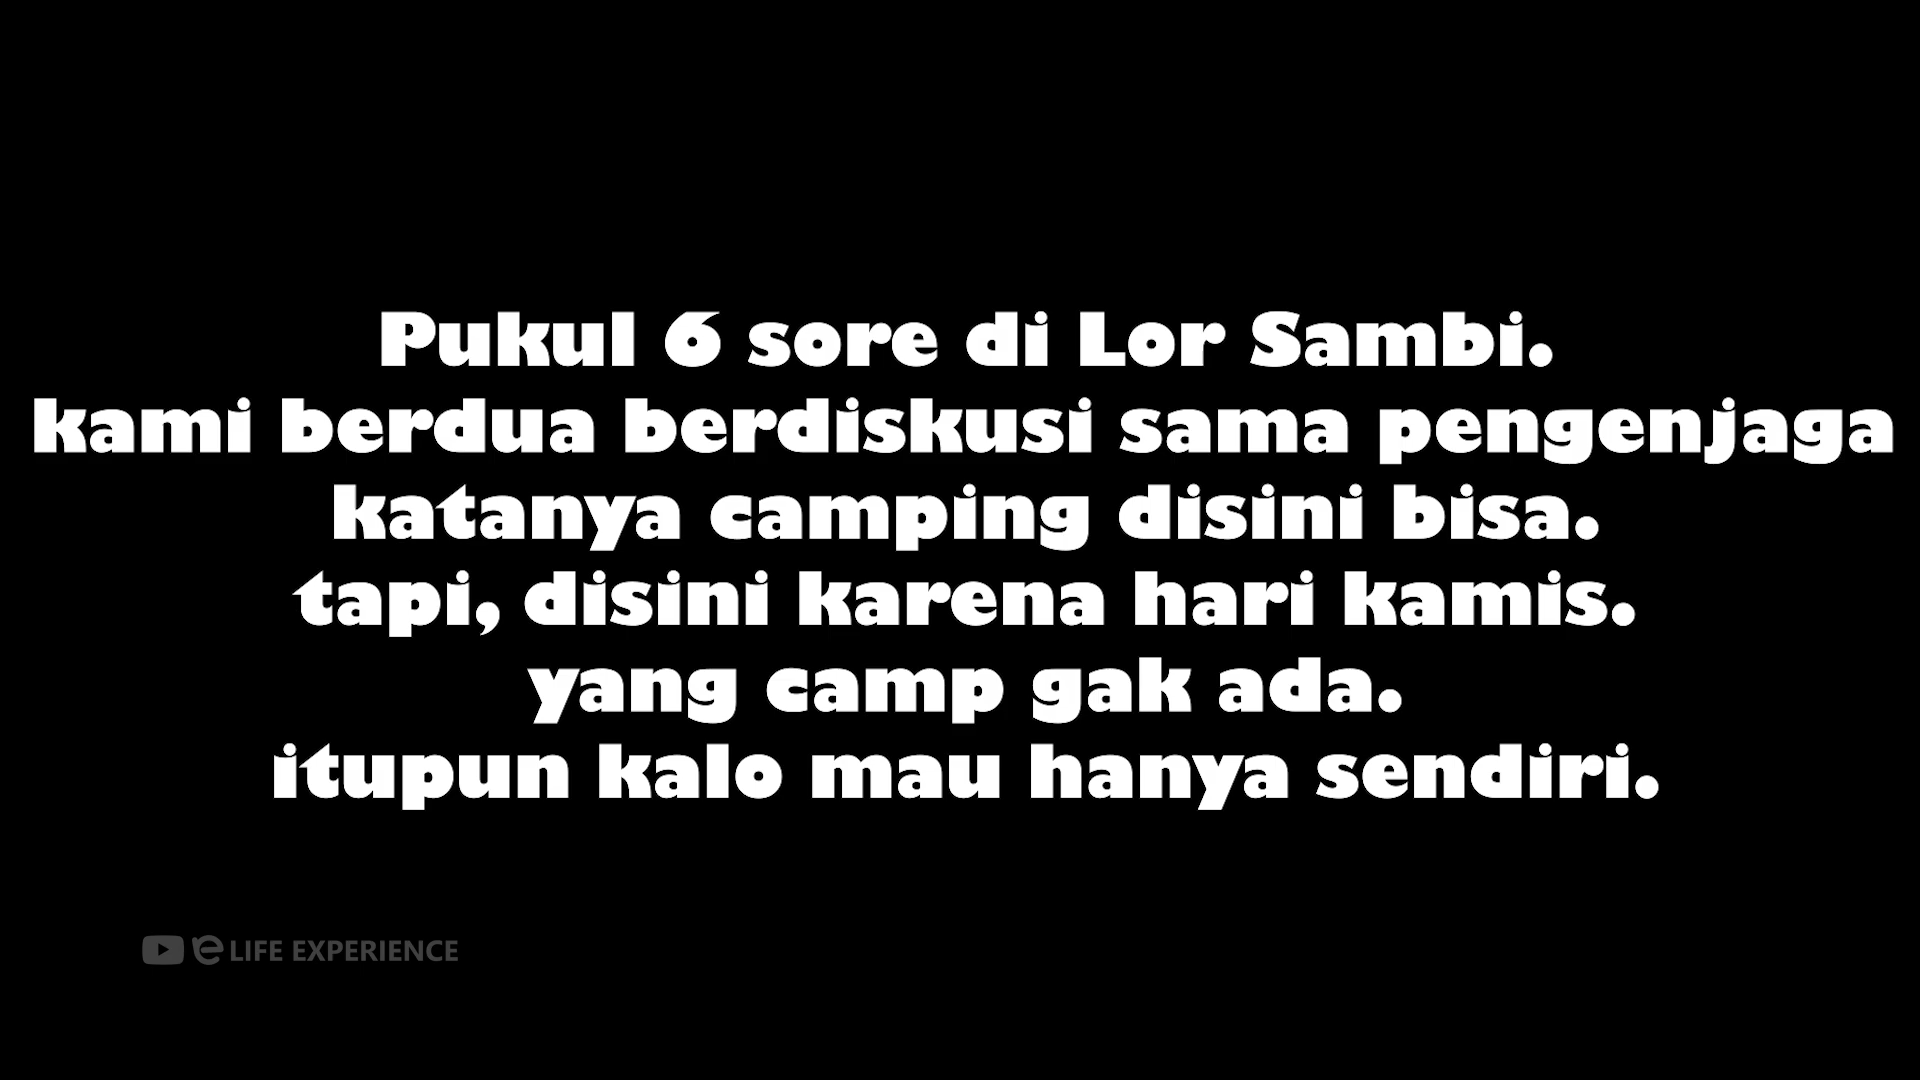 Pukul 6 sore di Lor Sambi.
kami berdua berdiskusi sama pengenjaga
katanya camping disini bisa.
tapi, disini karena hari kamis.
yang camp gak ada.
itupun kalo mau hanya sendiri.
e LIFE EXPERIENCE